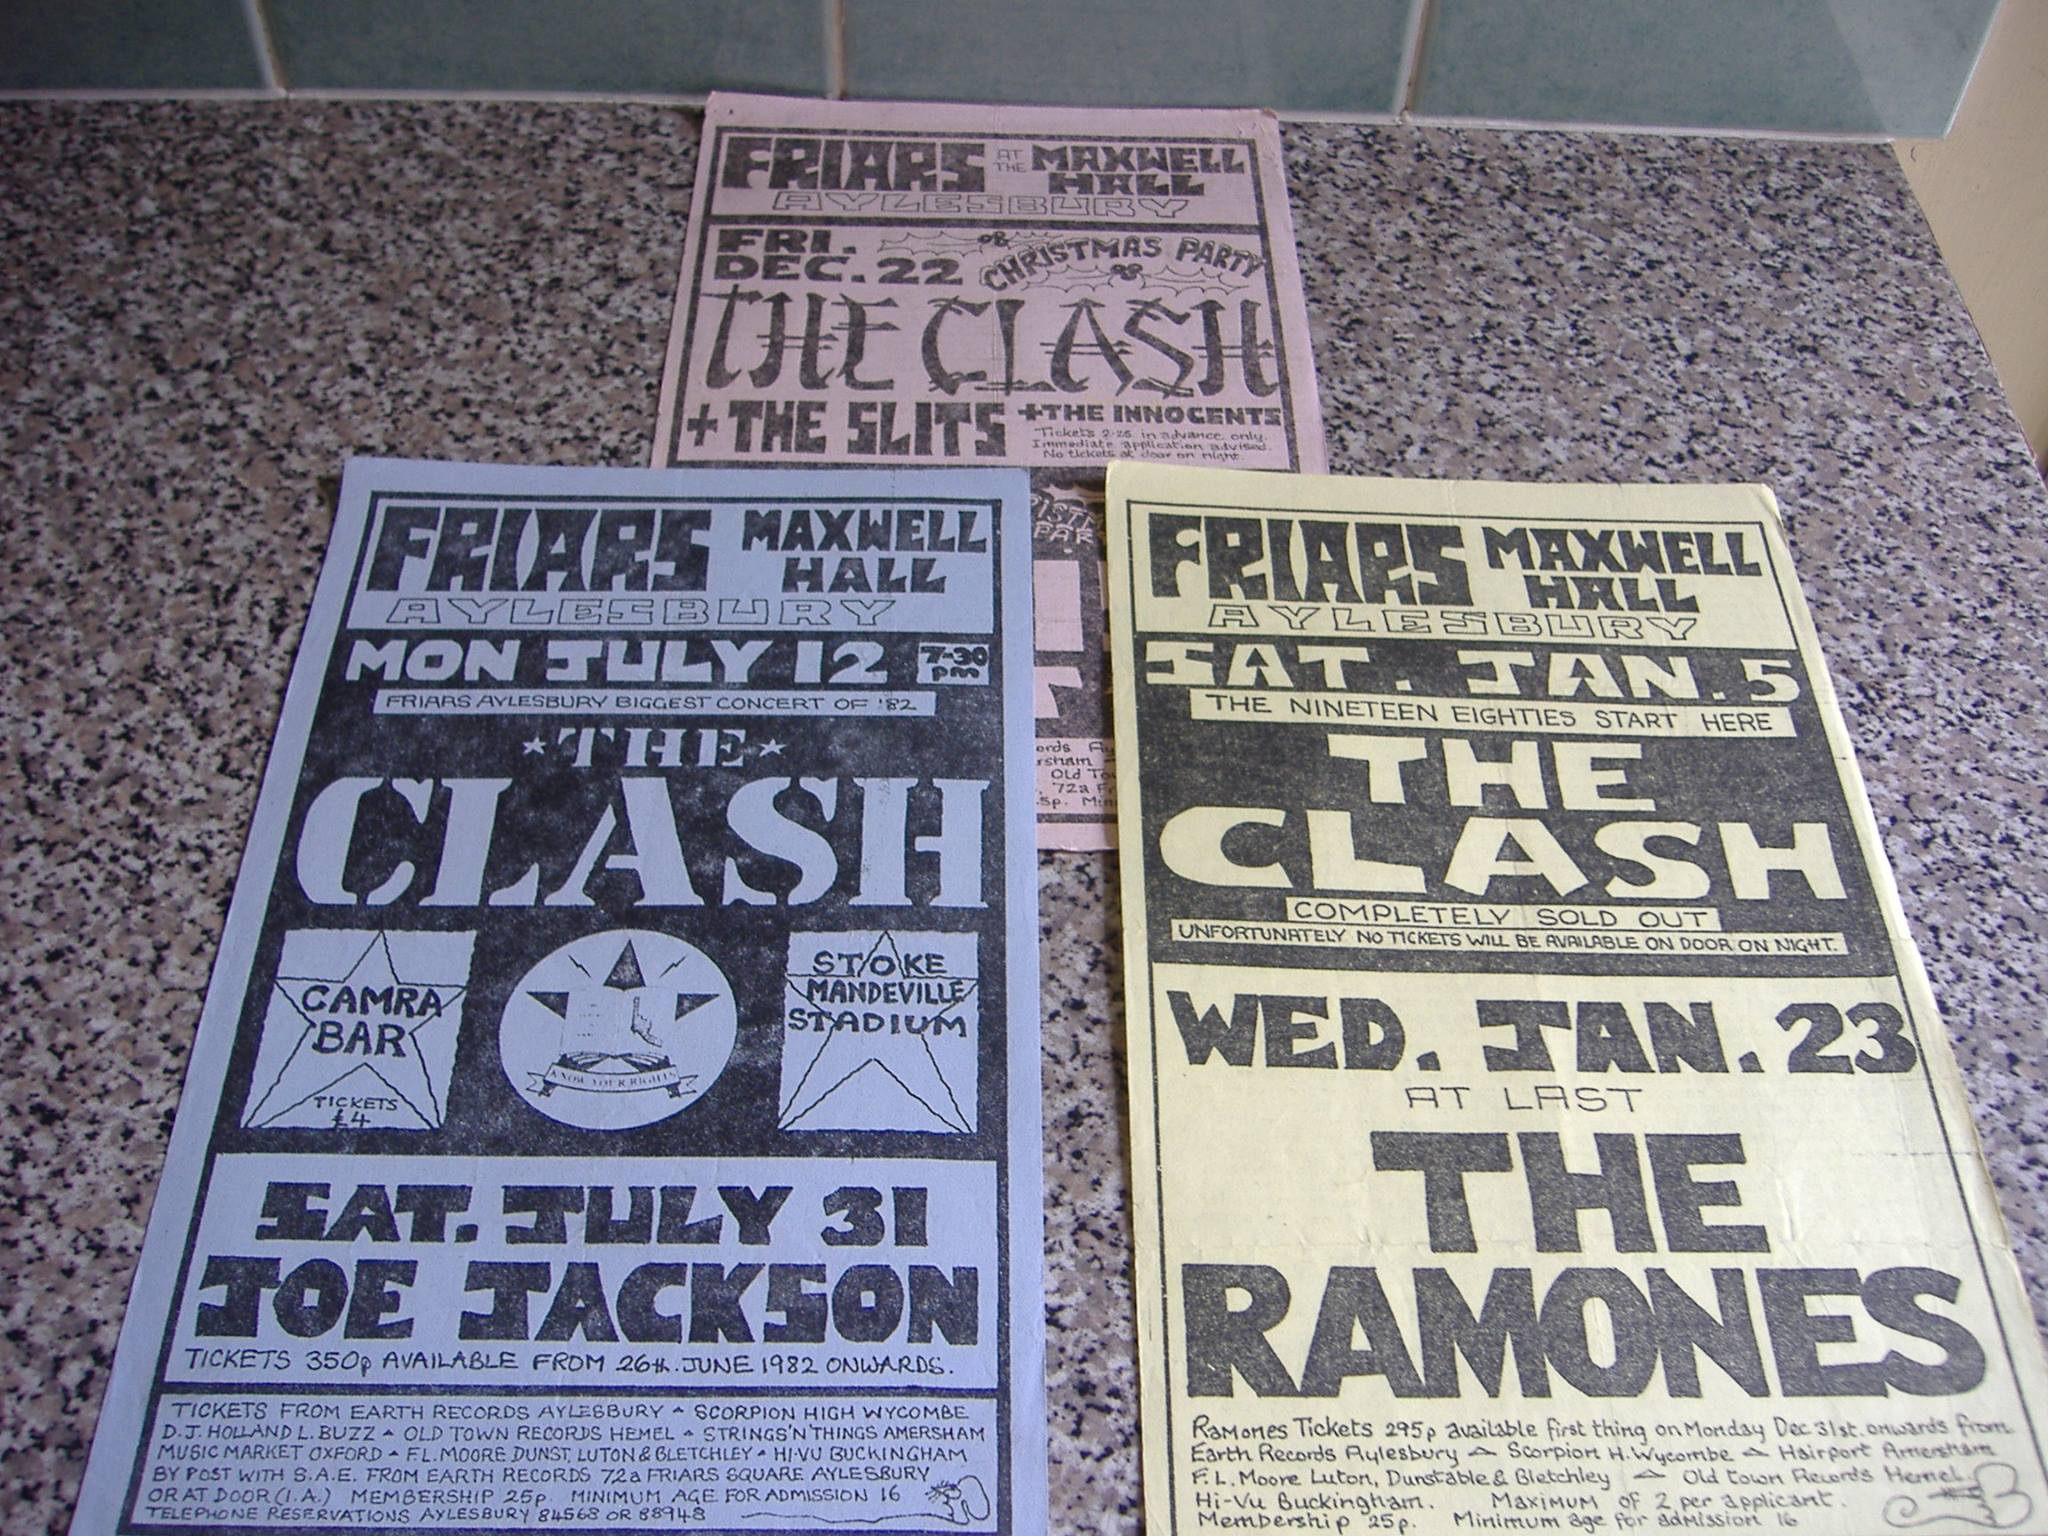 FRIARS AT THE MAXWELL HALL
AYLESBURY
FRI. DEC. 22
CHRISTMAS PARTY
THE CLASH
+ THE SLITS + THE INNOCENTS
Tickets 2.25 in advance only.
Immediate application advised.
No tickets at door on night.
Old
72a
FRIARS MAXWELL HALL
AYLESBURY
MON JULY 12 7-30 pm
FRIARS AYLESBURY BIGGEST CONCERT OF '82
THE
CLASH
CAMRA BAR
TICKETS £4
KNOW YOUR RIGHTS
STOKE MANDEVILLE STADIUM
SAT. JULY 31
JOE JACKSON
TICKETS 350p AVAILABLE FROM 26th. JUNE 1982 ONWARDS.
TICKETS FROM EARTH RECORDS AYLESBURY - SCORPION HIGH WYCOMBE
D.J. HOLLAND L. BUZZ - OLD TOWN RECORDS HEMEL - STRINGS'N'THINGS AMERSHAM
MUSIC MARKET OXFORD - F.L. MOORE DUNST, LUTON & BLETCHLEY - HI-VU BUCKINGHAM
BY POST WITH S.A.E. FROM EARTH RECORDS 72a FRIARS SQUARE AYLESBURY
OR AT DOOR (I.A.) MEMBERSHIP 25p. MINIMUM AGE FOR ADMISSION 16
TELEPHONE RESERVATIONS AYLESBURY 84568 OR 88948
FRIARS MAXWELL HALL
AYLESBURY
SAT. JAN. 5
THE NINETEEN EIGHTIES START HERE
THE
CLASH
COMPLETELY SOLD OUT
UNFORTUNATELY NO TICKETS WILL BE AVAILABLE ON DOOR ON NIGHT.
WED. JAN. 23
AT LAST
THE
RAMONES
Ramones Tickets 295p available first thing on Monday Dec 31st. onwards from
Earth Records Aylesbury - Scorpion H. Wycombe - Hairport Amersham
F.L. Moore Luton, Dunstable & Bletchley - Old town Records Hemel.
Hi-Vu Buckingham. Maximum of 2 per applicant.
Membership 25p. Minimum age for admission 16